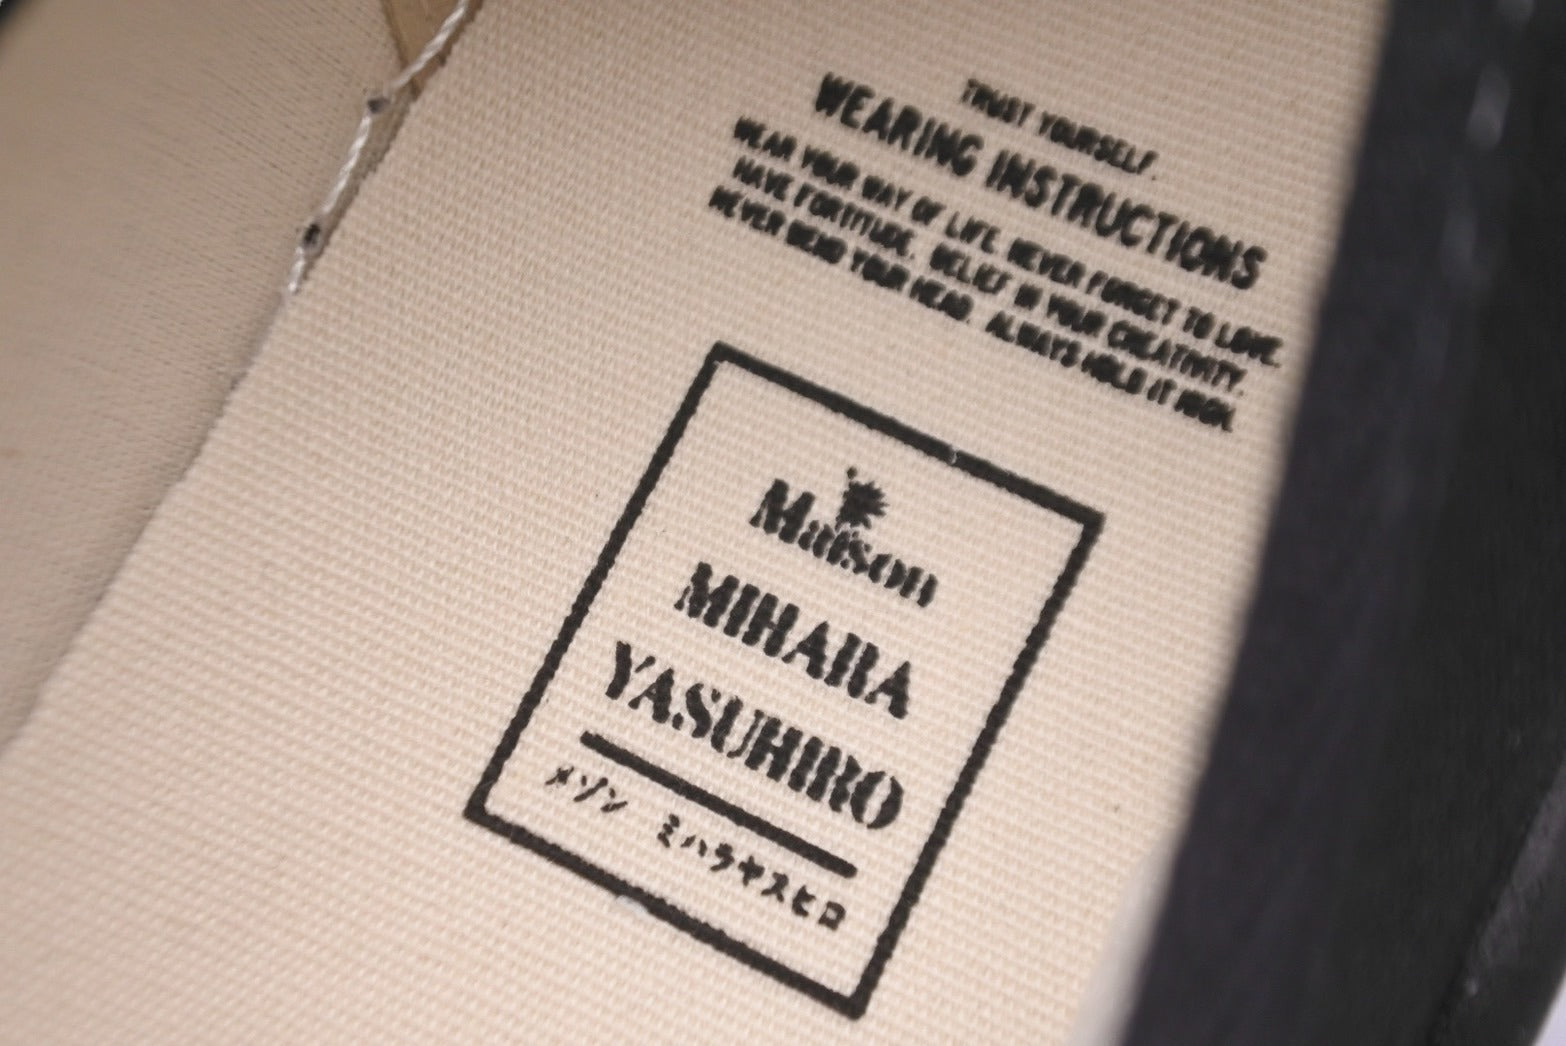 TRUST YOURSELF.
WEARING INSTRUCTIONS
WEAR YOUR WAY OF LIFE. NEVER FORGET TO LOVE.
HAVE FORTITUDE. BELIEF IN YOUR CREATIVITY.
NEVER BEND YOUR HEAD. ALWAYS HOLD IT HIGH.
Maison
MIHARA
YASUHIRO
メゾン ミハラヤスヒロ